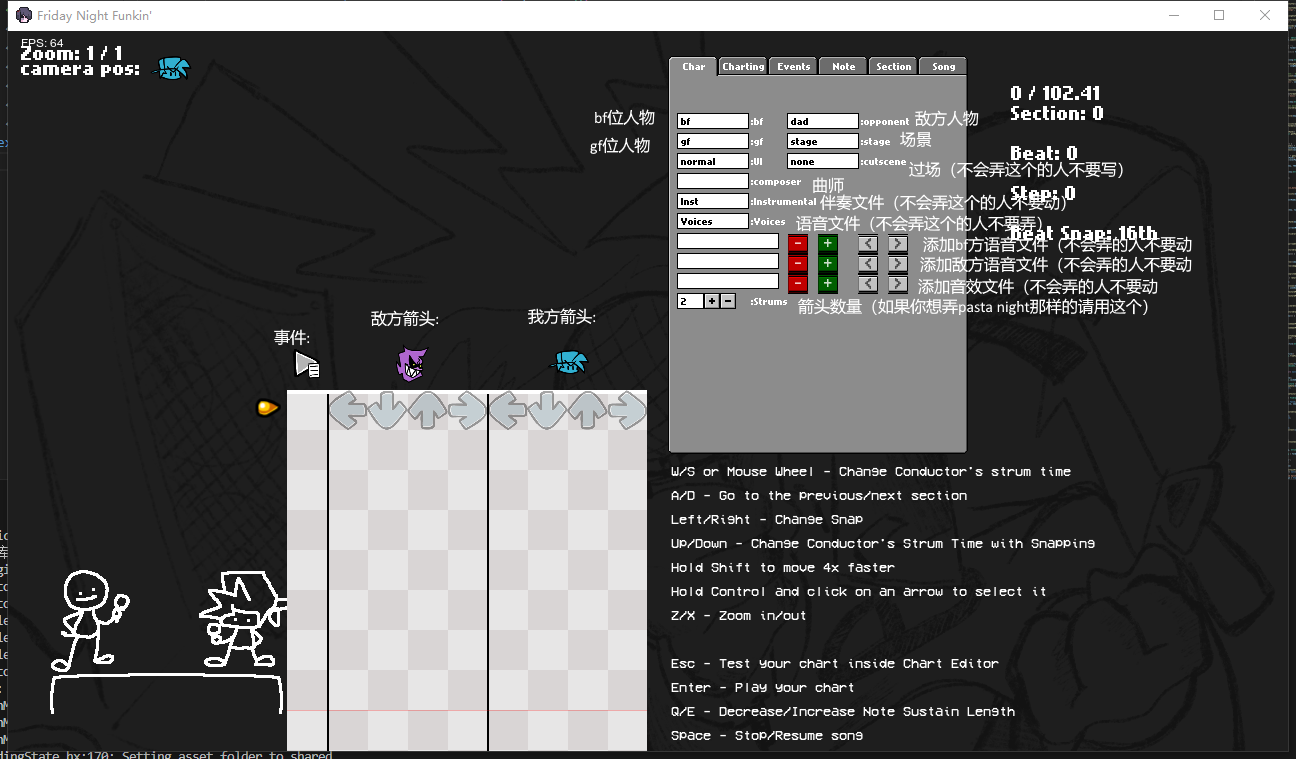 Friday Night Funkin'
FPS: 64
Zoom: 1 / 1
camera pos:
Char Charting Events Note Section Song
0 / 102.41
Section: 0
Beat: 0
Step: 0
Beat Snap: 16th
bf位人物 bf :bf dad :opponent 敌方人物
gf位人物 gf :gf stage :stage 场景
normal :UI none :cutscene 过场（不会弄这个的人不要写）
:composer 曲师
Inst :Instrumental 伴奏文件（不会弄这个的人不要动）
Voices :Voices 语音文件（不会弄这个的人不要弄）
- + < > 添加bf方语音文件（不会弄的人不要动
- + < > 添加敌方语音文件（不会弄的人不要动
- + < > 添加音效文件（不会弄的人不要动
2 + - :Strums 箭头数量（如果你想弄pasta night那样的请用这个）
事件:
敌方箭头:
我方箭头:
W/S or Mouse Wheel - Change Conductor's strum time
A/D - Go to the previous/next section
Left/Right - Change Snap
Up/Down - Change Conductor's Strum Time with Snapping
Hold Shift to move 4x faster
Hold Control and click on an arrow to select it
Z/X - Zoom in/out
Esc - Test your chart inside Chart Editor
Enter - Play your chart
Q/E - Decrease/Increase Note Sustain Length
Space - Stop/Resume song
dingState.hx:170: Setting asset folder to shared